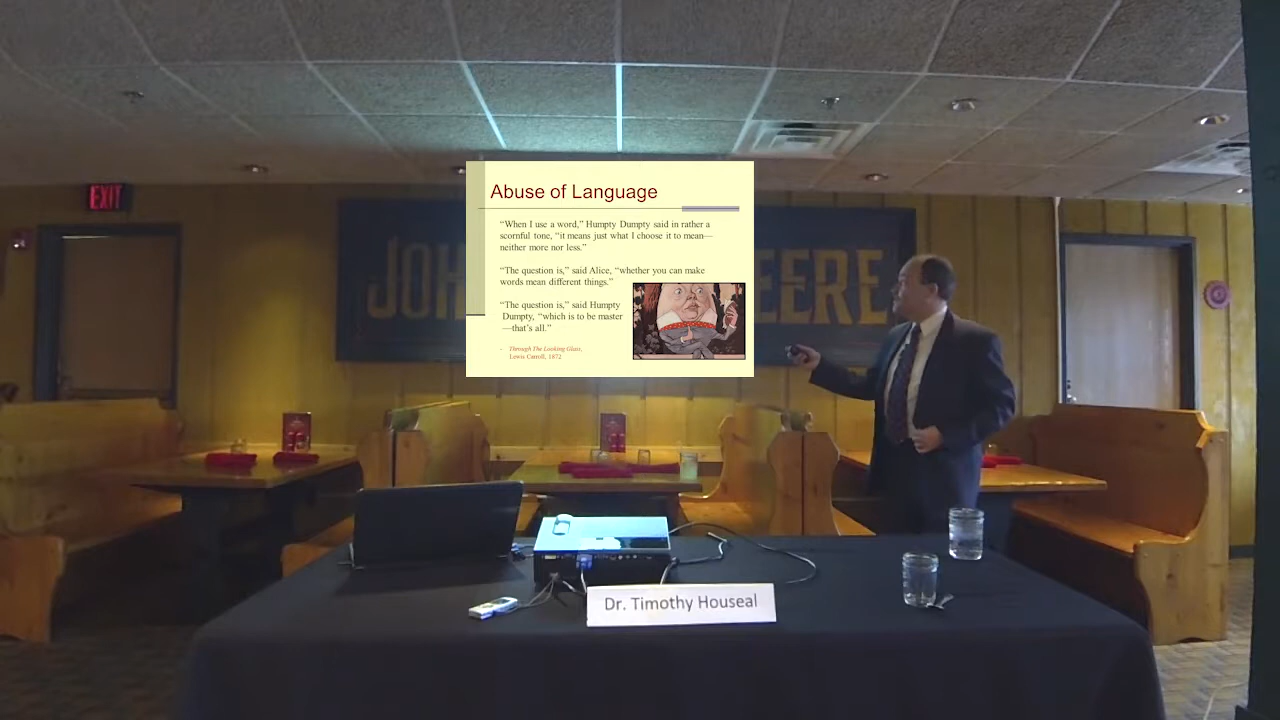 EXIT
JOH
EERE
Abuse of Language
“When I use a word,” Humpty Dumpty said in rather a
scornful tone, “it means just what I choose it to mean—
neither more nor less.”
“The question is,” said Alice, “whether you can make
words mean different things.”
“The question is,” said Humpty
Dumpty, “which is to be master
—that’s all.”
- Through The Looking Glass,
Lewis Carroll, 1872
Dr. Timothy Houseal